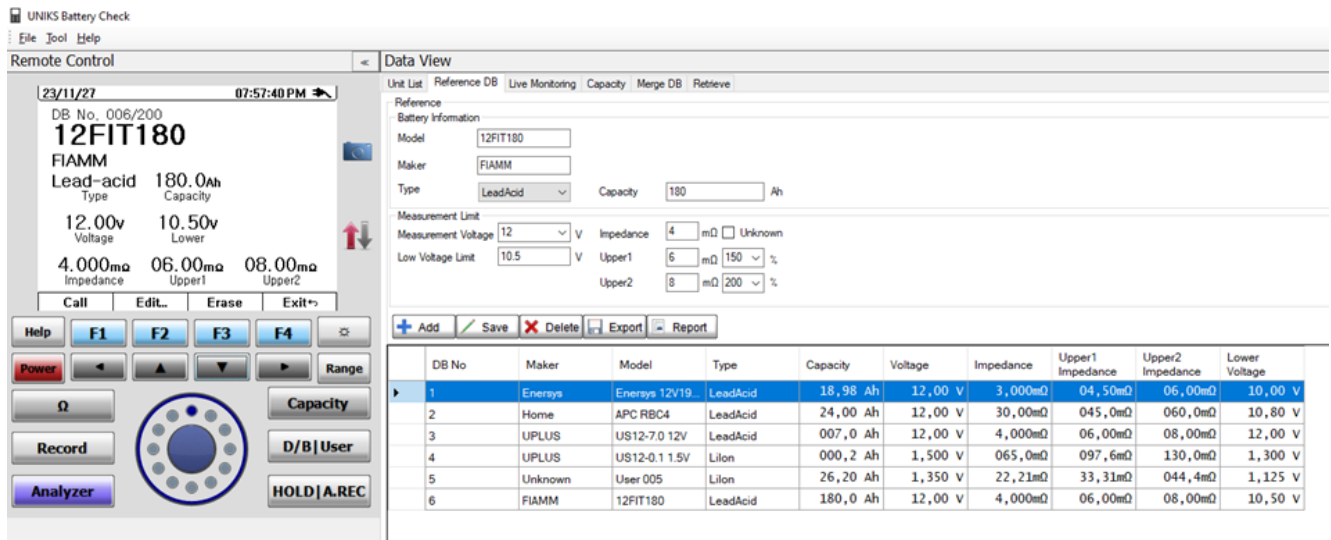 UNIKS Battery Check
File Tool Help
Remote Control «
23/11/27 07:57:40 PM
DB No. 006/200
12FIT180
FIAMM
Lead-acid 180.0Ah
Type Capacity
12.00v 10.50v
Voltage Lower
4.000mΩ 06.00mΩ 08.00mΩ
Impedance Upper1 Upper2
Call Edit... Erase Exit
Help F1 F2 F3 F4
Power Range
Ω Capacity
Record D/B|User
Analyzer HOLD|A.REC
Data View
Unit List Reference DB Live Monitoring Capacity Merge DB Retrieve
Reference
Battery Information
Model 12FIT180
Maker FIAMM
Type LeadAcid Capacity 180 Ah
Measurement Limit
Measurement Voltage 12 V Impedance 4 mΩ Unknown
Low Voltage Limit 10.5 V Upper1 6 mΩ 150 %
Upper2 8 mΩ 200 %
Add Save Delete Export Report
DB No Maker Model Type Capacity Voltage Impedance Upper1 Impedance Upper2 Impedance Lower Voltage
1 Enersys Enersys 12V19... LeadAcid 18,98 Ah 12,00 V 3,000mΩ 04,50mΩ 06,00mΩ 10,00 V
2 Home APC RBC4 LeadAcid 24,00 Ah 12,00 V 30,00mΩ 045,0mΩ 060,0mΩ 10,80 V
3 UPLUS US12-7.0 12V LeadAcid 007,0 Ah 12,00 V 4,000mΩ 06,00mΩ 08,00mΩ 12,00 V
4 UPLUS US12-0.1 1.5V LiIon 000,2 Ah 1,500 V 065,0mΩ 097,6mΩ 130,0mΩ 1,300 V
5 Unknown User 005 LiIon 26,20 Ah 1,350 V 22,21mΩ 33,31mΩ 044,4mΩ 1,125 V
6 FIAMM 12FIT180 LeadAcid 180,0 Ah 12,00 V 4,000mΩ 06,00mΩ 08,00mΩ 10,50 V